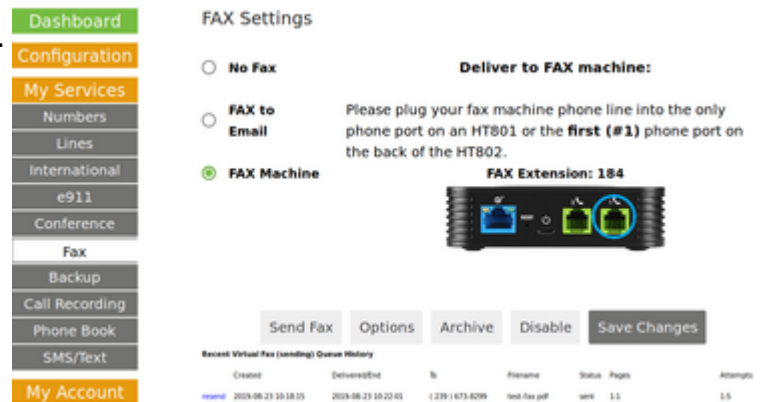 Dashboard
Configuration
My Services
Numbers
Lines
International
e911
Conference
Fax
Backup
Call Recording
Phone Book
SMS/Text
My Account
FAX Settings
No Fax
FAX to
Email
FAX Machine
Deliver to FAX machine:
Please plug your fax machine phone line into the only
phone port on an HT801 or the first (#1) phone port on
the back of the HT802.
FAX Extension: 184
Send Fax Options Archive Disable Save Changes
Recent Virtual Fax (sending) Queue History
Created Delivered/End To Filename Status Pages Attempts
resend 2019-08-23 10:18:15 2019-08-23 10:22:01 ( 239 ) 673-8299 test-fax.pdf sent 1:1 1:5